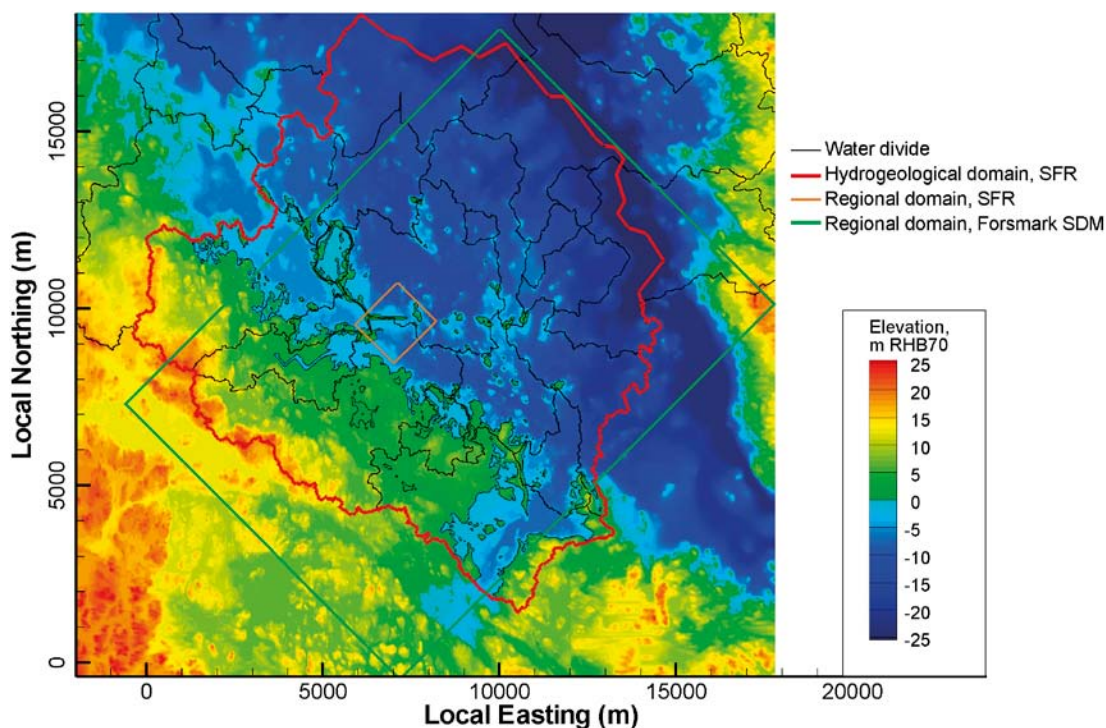 Water divide
Hydrogeological domain, SFR
Regional domain, SFR
Regional domain, Forsmark SDM
Local Northing (m)
15000
10000
5000
0
Elevation,
m RHB70
25
20
15
10
5
0
-5
-10
-15
-20
-25
0
5000
10000
15000
20000
Local Easting (m)